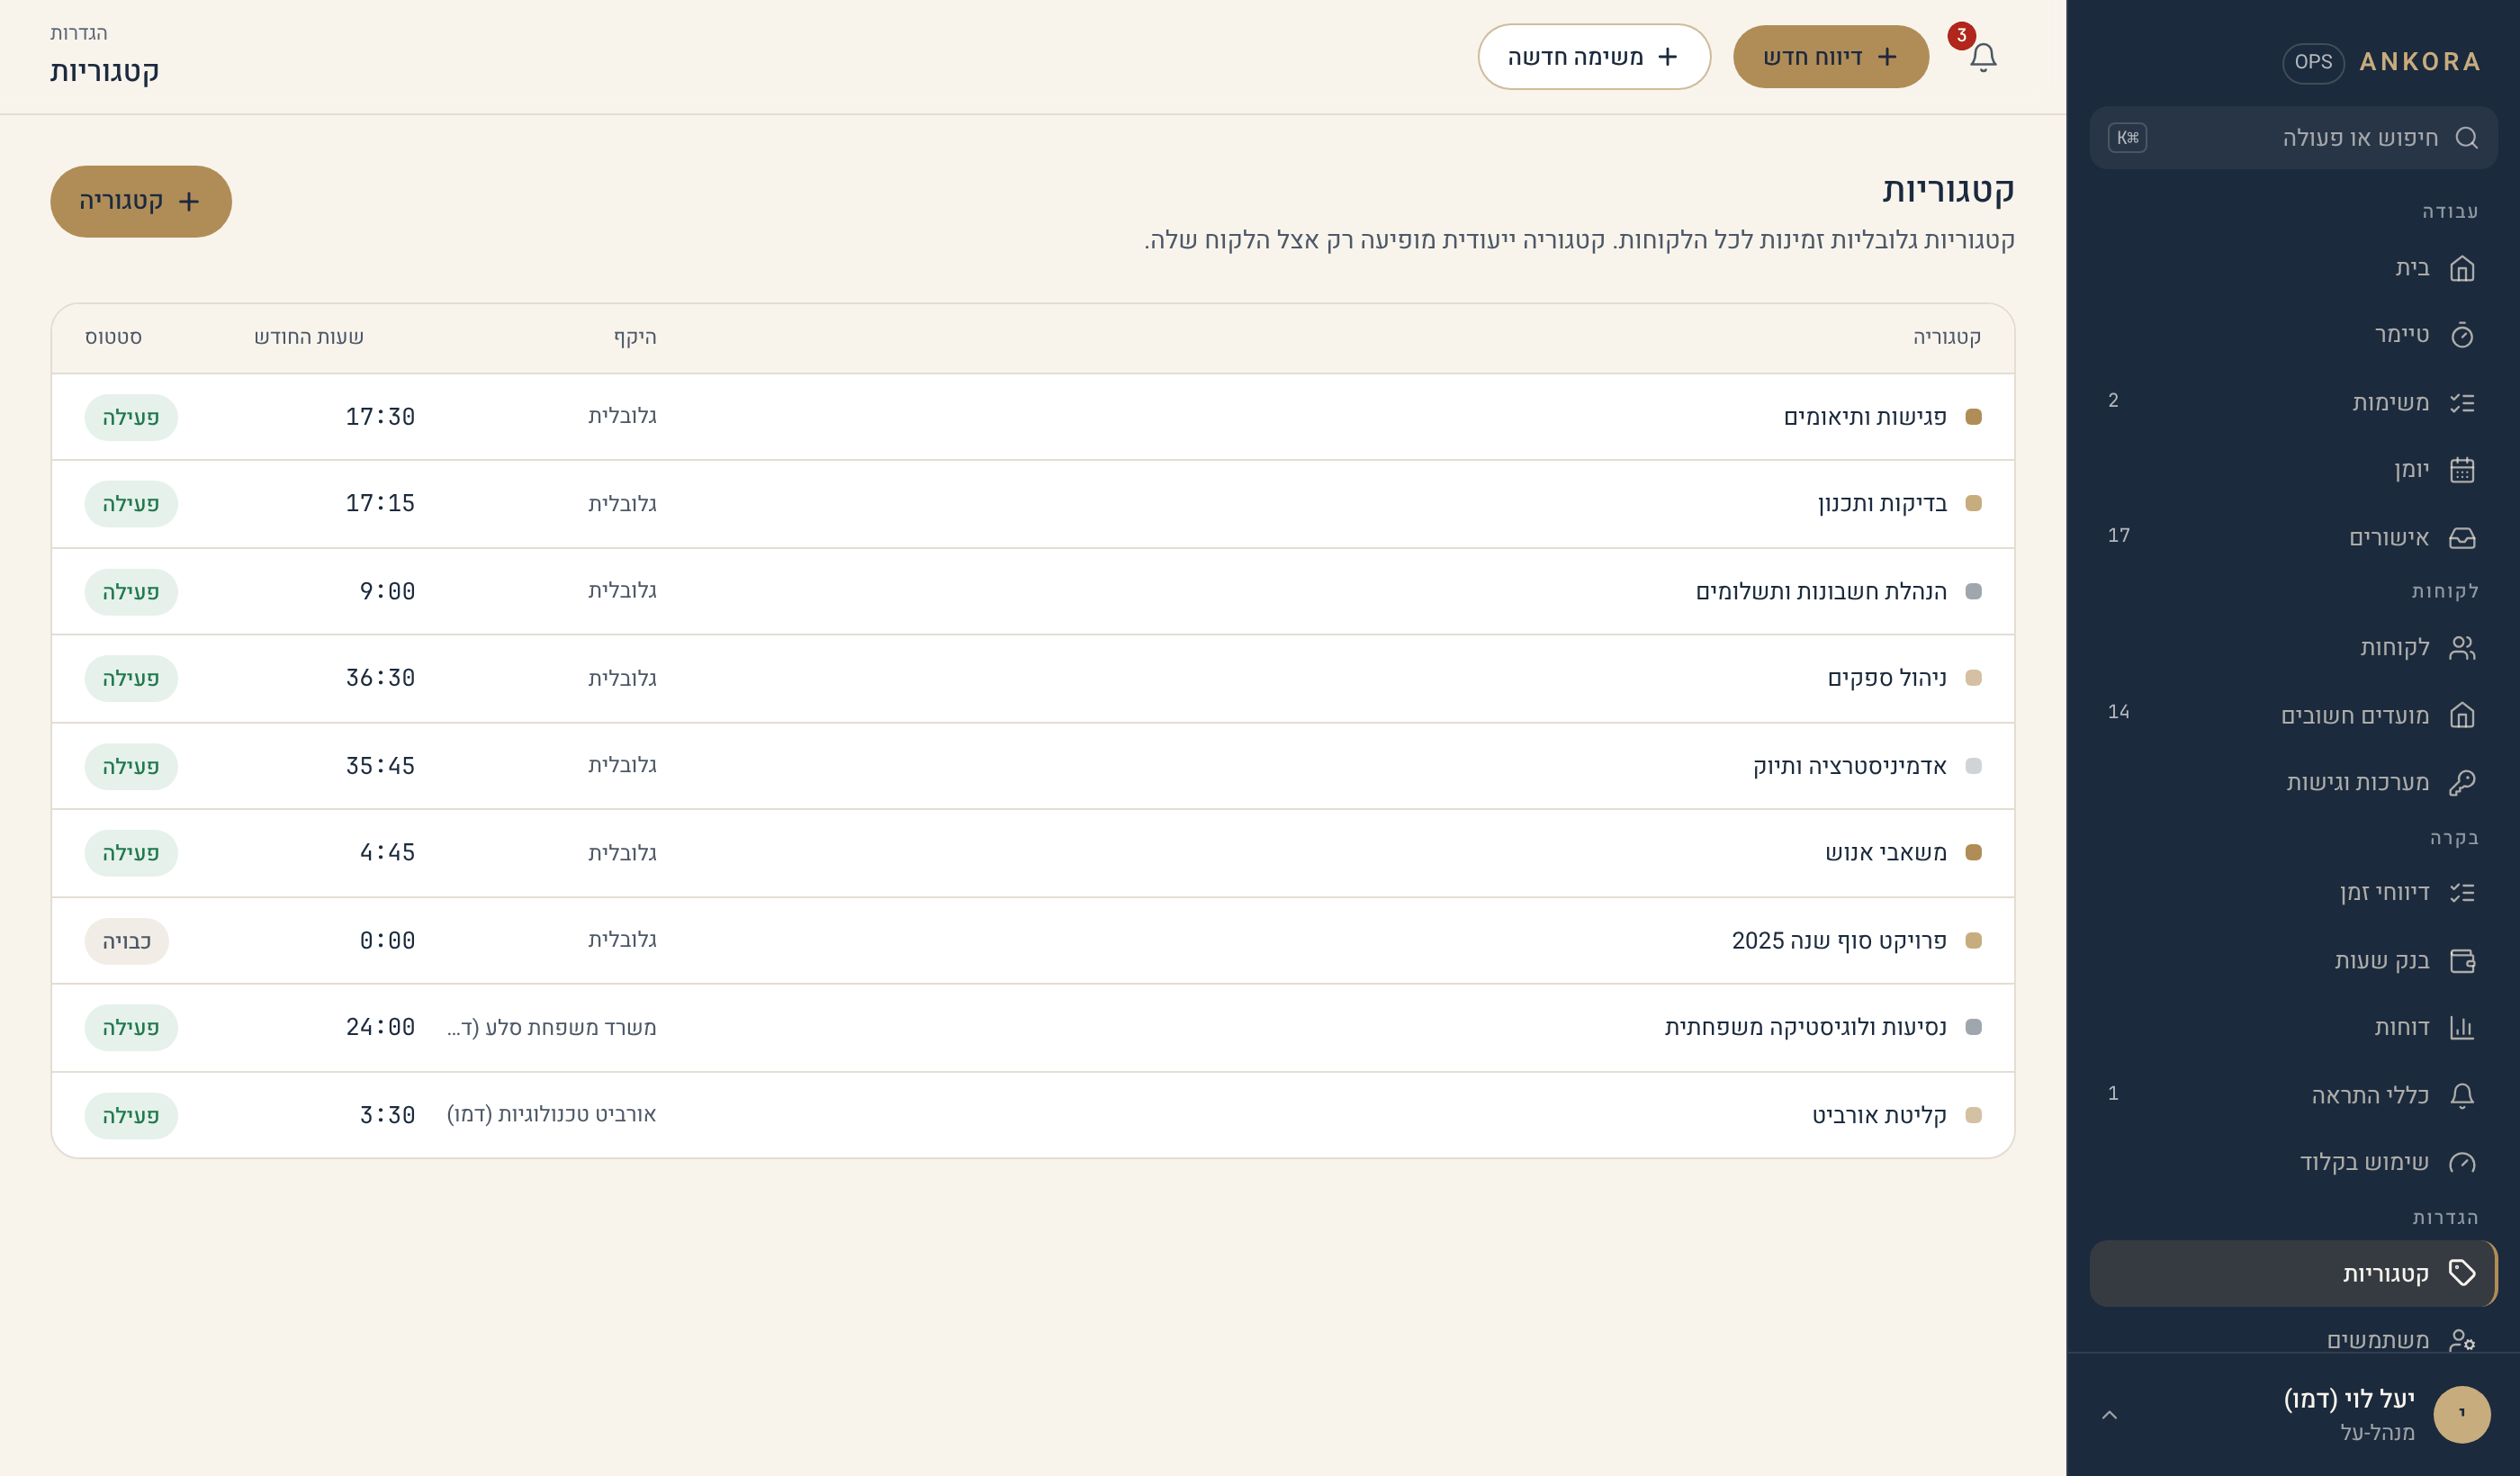 ANKORA OPS
חיפוש או פעולה ⌘K
עבודה
בית
טיימר
משימות 2
יומן
אישורים 17
לקוחות
לקוחות
מועדים חשובים 14
מערכות וגישות
בקרה
דיווחי זמן
בנק שעות
דוחות
כללי התראה 1
שימוש בקלוד
הגדרות
קטגוריות
משתמשים
יעל לוי (דמו)
מנהל-על
י
3
+ דיווח חדש
+ משימה חדשה
הגדרות
קטגוריות
קטגוריות
קטגוריות גלובליות זמינות לכל הלקוחות. קטגוריה ייעודית מופיעה רק אצל הלקוח שלה.
+ קטגוריה
קטגוריה היקף שעות החודש סטטוס
פגישות ותיאומים גלובלית 17:30 פעילה
בדיקות ותכנון גלובלית 17:15 פעילה
הנהלת חשבונות ותשלומים גלובלית 9:00 פעילה
ניהול ספקים גלובלית 36:30 פעילה
אדמיניסטרציה ותיוק גלובלית 35:45 פעילה
משאבי אנוש גלובלית 4:45 פעילה
פרויקט סוף שנה 2025 גלובלית 0:00 כבויה
נסיעות ולוגיסטיקה משפחתית משרד משפחת סלע (ד... 24:00 פעילה
קליטת אורביט אורביט טכנולוגיות (דמו) 3:30 פעילה